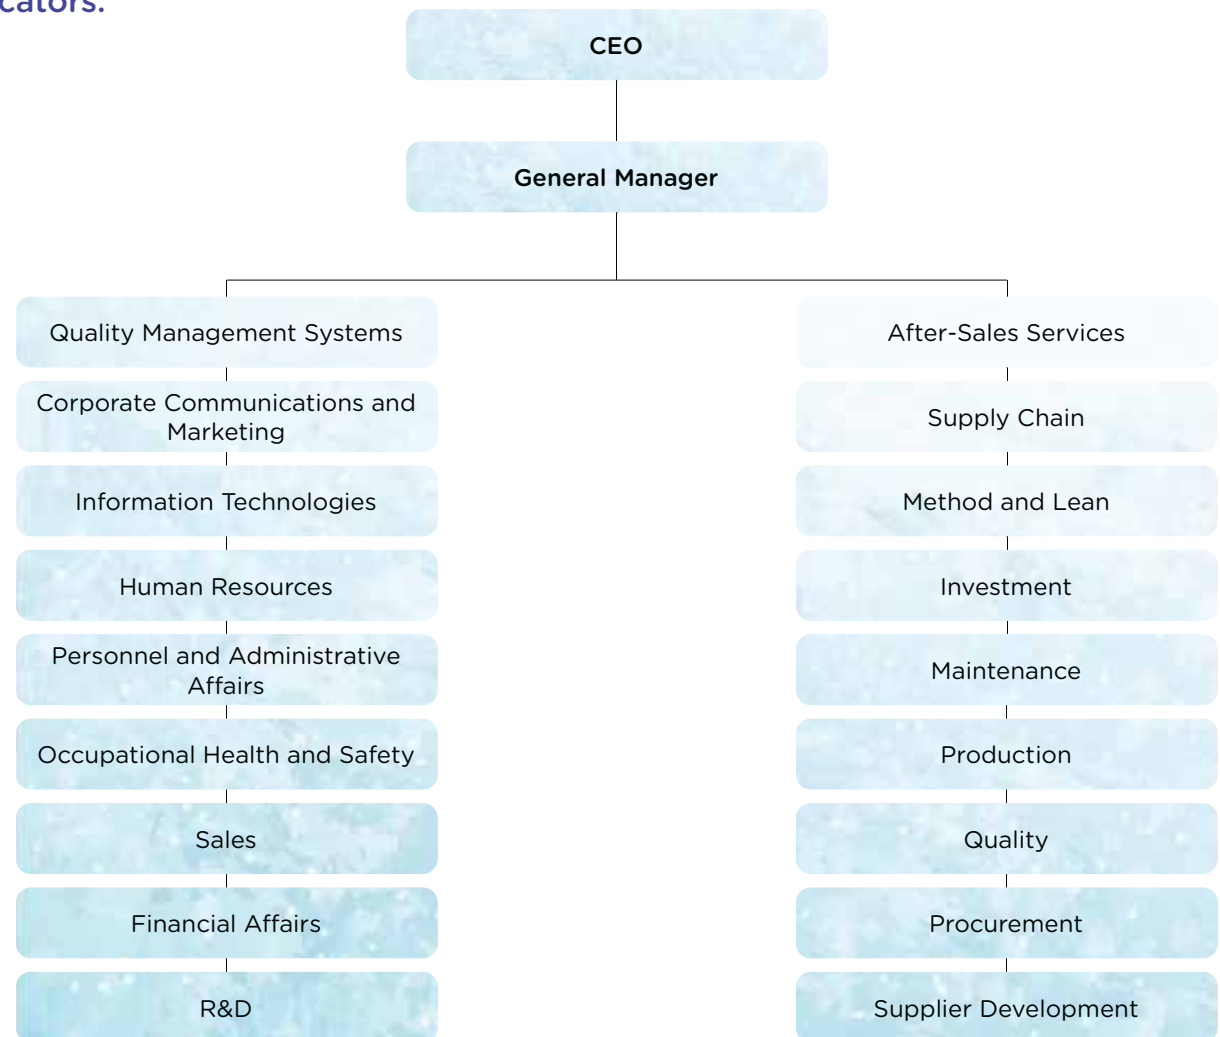 CEO
General Manager
Quality Management Systems
Corporate Communications and
Marketing
Information Technologies
Human Resources
Personnel and Administrative
Affairs
Occupational Health and Safety
Sales
Financial Affairs
R&D
After-Sales Services
Supply Chain
Method and Lean
Investment
Maintenance
Production
Quality
Procurement
Supplier Development